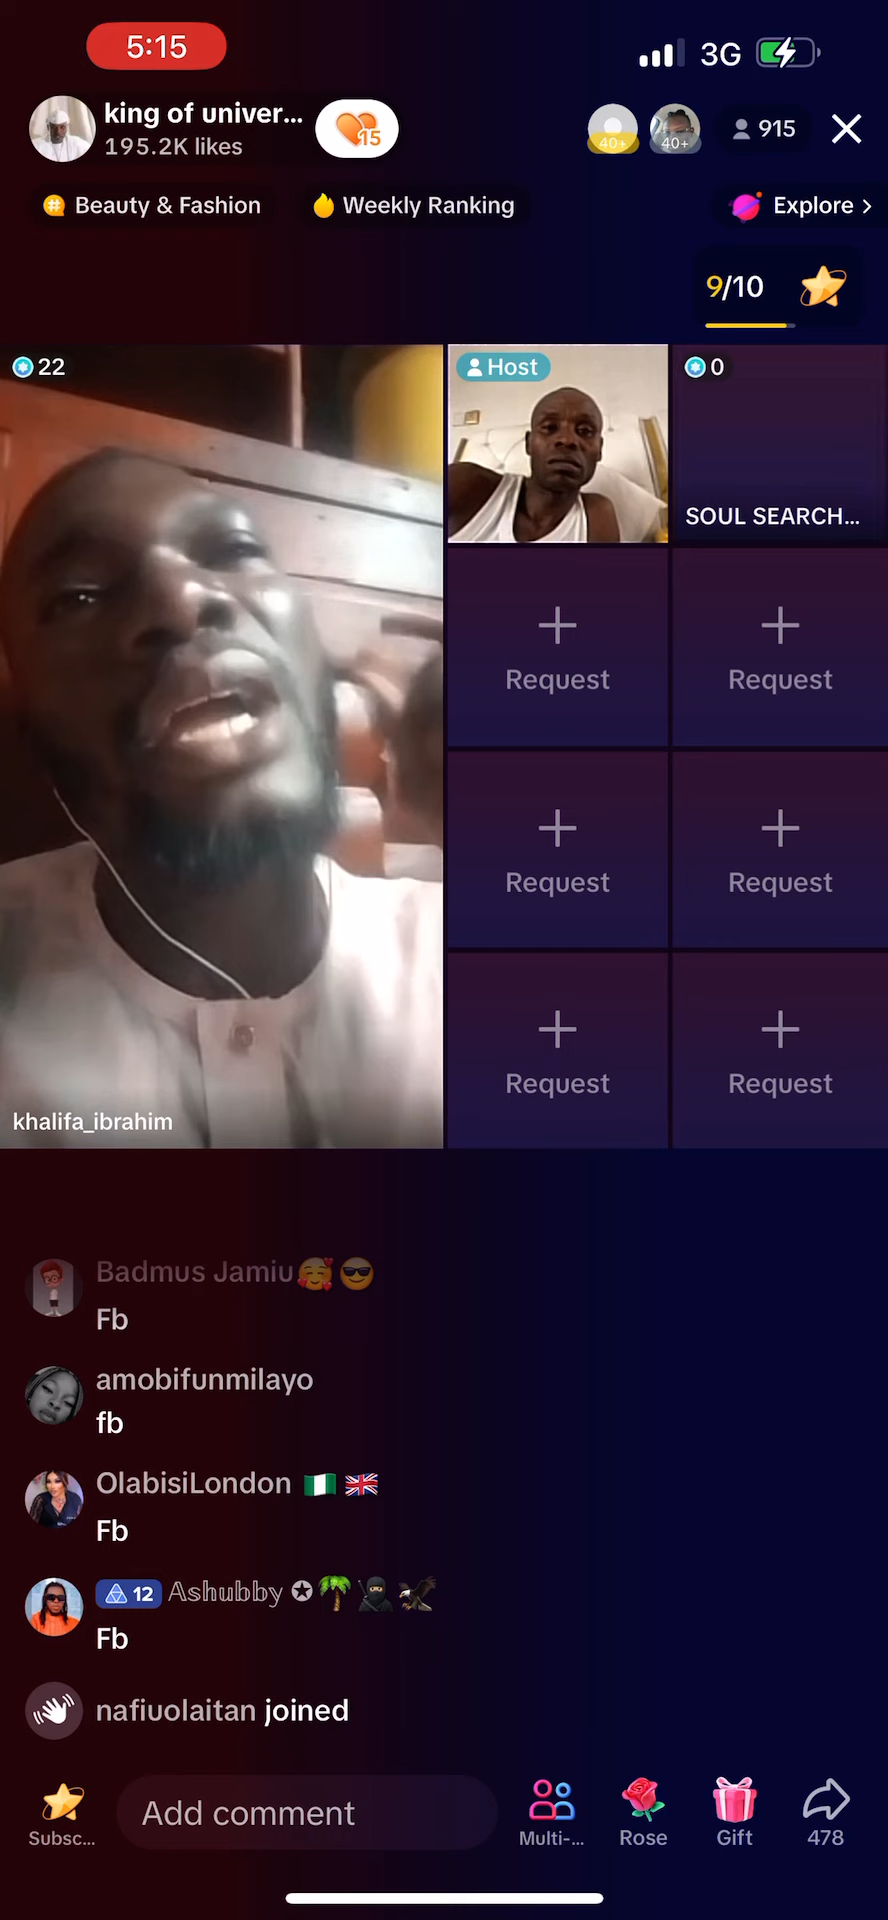 5:15
3G
king of univer...
195.2K likes
15
40+
40+
915
Beauty & Fashion
Weekly Ranking
Explore >
9/10
22
Host
0
SOUL SEARCH...
+ Request
+ Request
+ Request
+ Request
+ Request
+ Request
khalifa_ibrahim
Badmus Jamiu🥰😎
Fb
amobifunmilayo
fb
OlabisiLondon 🇳🇬 🇬🇧
Fb
12 𝔸𝕤𝕙𝕦𝕓𝕓𝕪 ✪🌴🥷🦅
Fb
nafiuolaitan joined
Subsc...
Add comment
Multi-...
Rose
Gift
478